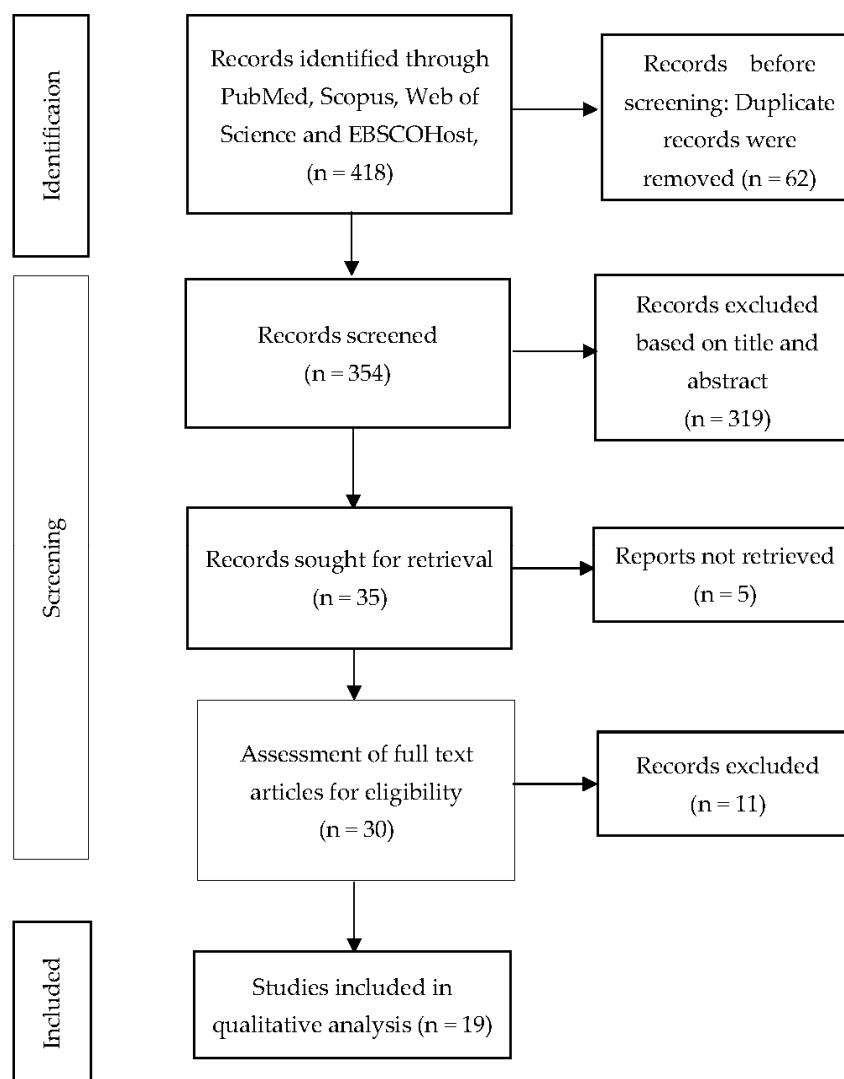 Identificaion
Records identified through
PubMed, Scopus, Web of
Science and EBSCOHost,
(n = 418)
Records before
screening: Duplicate
records were
removed (n = 62)
Screening
Records screened
(n = 354)
Records excluded
based on title and
abstract
(n = 319)
Records sought for retrieval
(n = 35)
Reports not retrieved
(n = 5)
Assessment of full text
articles for eligibility
(n = 30)
Records excluded
(n = 11)
Included
Studies included in
qualitative analysis (n = 19)